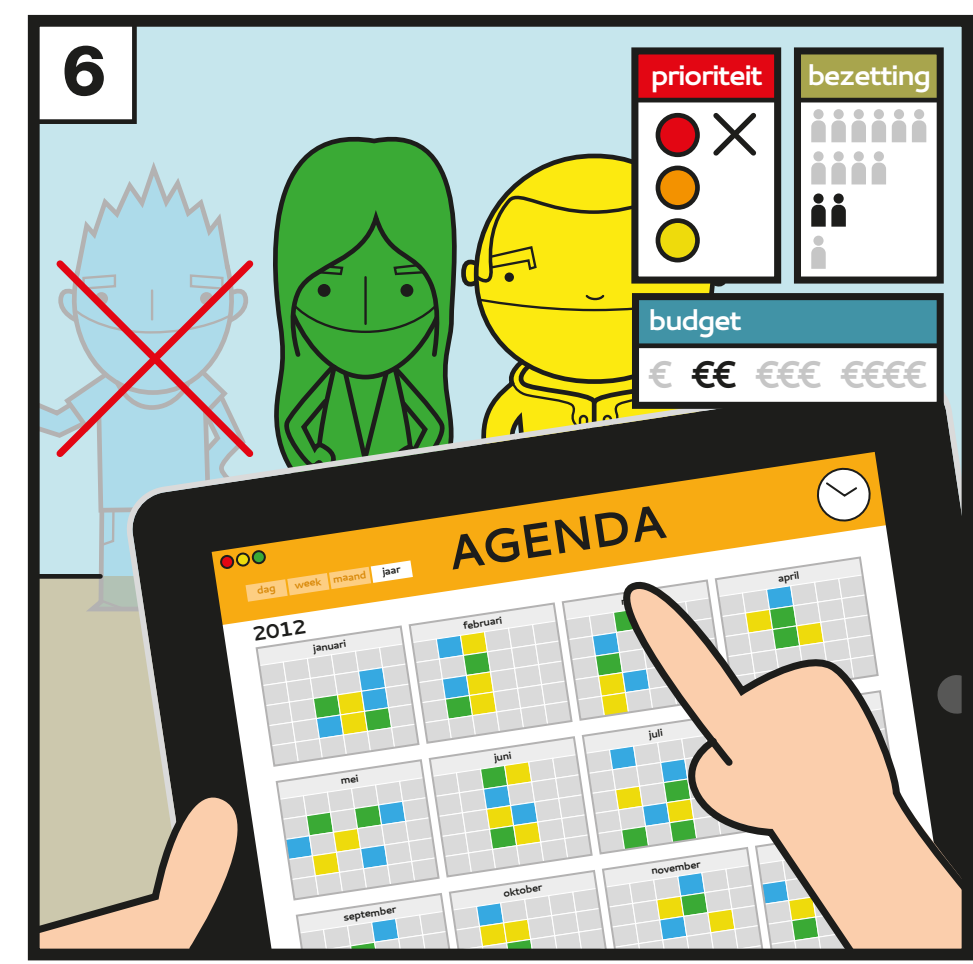 6
prioriteit
bezetting
budget
€ €€ €€€ €€€€
AGENDA
dag week maand jaar
2012
januari
februari
april
mei
juni
juli
september
oktober
november